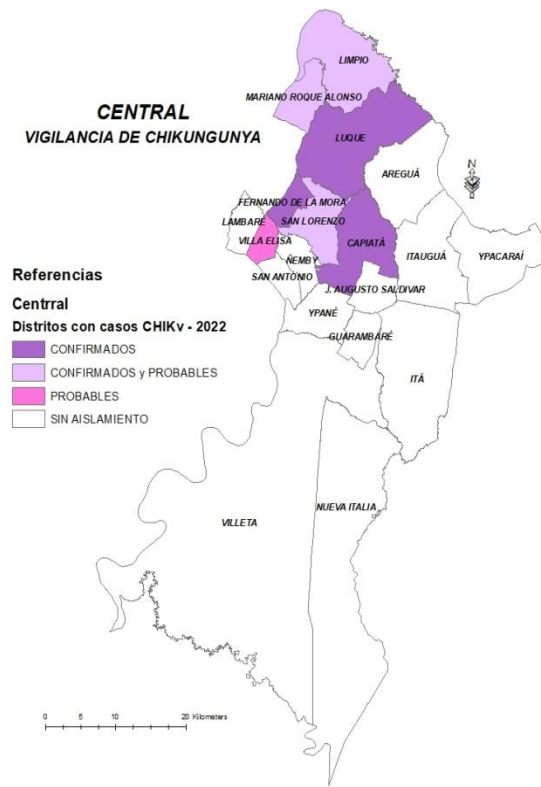 CENTRAL
VIGILANCIA DE CHIKUNGUNYA
LIMPIO
MARIANO ROQUE ALONSO
LUQUE
AREGUÁ
N
FERNANDO DE LA MORA
LAMBARÉ
SAN LORENZO
VILLA ELISA
CAPIATÁ
ITAUGUÁ
YPACARAÍ
ÑEMBY
SAN ANTONIO
J. AUGUSTO SALDIVAR
YPANÉ
GUARAMBARÉ
ITÁ
NUEVA ITALIA
VILLETA
Referencias
Centrral
Distritos con casos CHIKv - 2022
CONFIRMADOS
CONFIRMADOS y PROBABLES
PROBABLES
SIN AISLAMIENTO
0 5 10 20 Kilometers